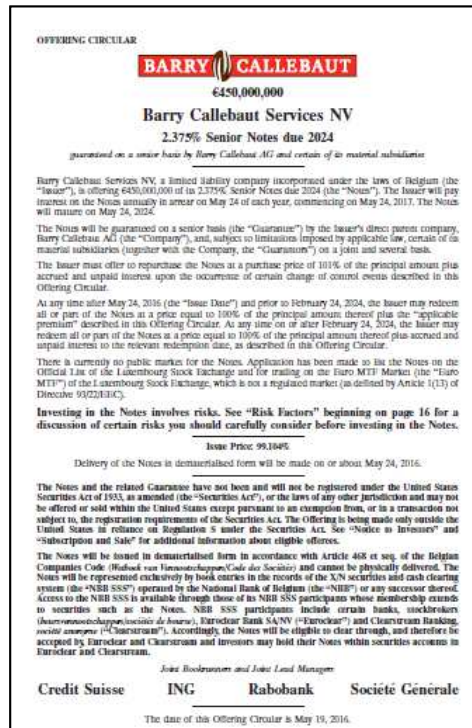 OFFERING CIRCULAR
BARRY CALLEBAUT
€450,000,000
Barry Callebaut Services NV
2.375% Senior Notes due 2024
guaranteed on a senior basis by Barry Callebaut AG and certain of its material subsidiaries
Barry Callebaut Services NV, a limited liability company incorporated under the laws of Belgium (the
"Issuer"), is offering €450,000,000 of its 2.375% Senior Notes due 2024 (the "Notes"). The Issuer will pay
interest on the Notes annually in arrear on May 24 of each year, commencing on May 24, 2017. The Notes
will mature on May 24, 2024.
The Notes will be guaranteed on a senior basis (the "Guarantee") by the Issuer's direct parent company,
Barry Callebaut AG (the "Company"), and, subject to limitations imposed by applicable law, certain of its
material subsidiaries (together with the Company, the "Guarantors") on a joint and several basis.
The Issuer must offer to repurchase the Notes at a purchase price of 101% of the principal amount plus
accrued and unpaid interest upon the occurrence of certain change of control events described in this
Offering Circular.
At any time after May 24, 2016 (the "Issue Date") and prior to February 24, 2024, the Issuer may redeem
all or part of the Notes at a price equal to 100% of the principal amount thereof plus the "applicable
premium" described in this Offering Circular. At any time on or after February 24, 2024, the Issuer may
redeem all or part of the Notes at a price equal to 100% of the principal amount thereof plus accrued and
unpaid interest to the relevant redemption date, as described in this Offering Circular.
There is currently no public market for the Notes. Application has been made to list the Notes on the
Official List of the Luxembourg Stock Exchange and for trading on the Euro MTF Market (the "Euro
MTF") of the Luxembourg Stock Exchange, which is not a regulated market (as defined by Article 1(13) of
Directive 93/22/EEC).
Investing in the Notes involves risks. See "Risk Factors" beginning on page 16 for a
discussion of certain risks you should carefully consider before investing in the Notes.
Issue Price: 99.104%
Delivery of the Notes in dematerialised form will be made on or about May 24, 2016.
The Notes and the related Guarantee have not been and will not be registered under the United States
Securities Act of 1933, as amended (the "Securities Act"), or the laws of any other jurisdiction and may not
be offered or sold within the United States except pursuant to an exemption from, or in a transaction not
subject to, the registration requirements of the Securities Act. The Offering is being made only outside the
United States in reliance on Regulation S under the Securities Act. See "Notice to Investors" and
"Subscription and Sale" for additional information about eligible offerees.
The Notes will be issued in dematerialised form in accordance with Article 468 et seq. of the Belgian
Companies Code (Wetboek van Vennootschappen/Code des Sociétés) and cannot be physically delivered. The
Notes will be represented exclusively by book entries in the records of the X/N securities and cash clearing
system (the "NBB SSS") operated by the National Bank of Belgium (the "NBB") or any successor thereof.
Access to the NBB SSS is available through those of its NBB SSS participants whose membership extends
to securities such as the Notes. NBB SSS participants include certain banks, stockbrokers
(beursvennootschappen/sociétés de bourse), Euroclear Bank SA/NV ("Euroclear") and Clearstream Banking,
société anonyme ("Clearstream"). Accordingly, the Notes will be eligible to clear through, and therefore be
accepted by, Euroclear and Clearstream and investors may hold their Notes within securities accounts in
Euroclear and Clearstream.
Joint Bookrunners and Joint Lead Managers
Credit Suisse ING Rabobank Société Générale
The date of this Offering Circular is May 19, 2016.